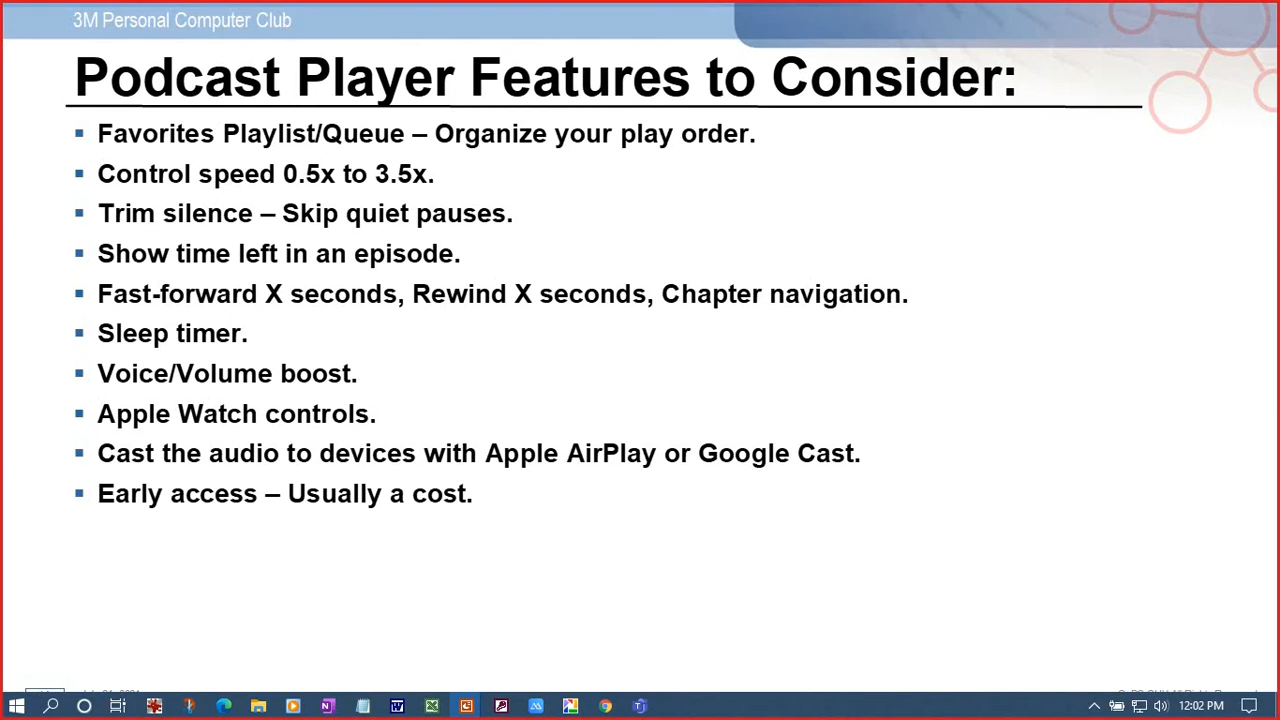 3M Personal Computer Club
Podcast Player Features to Consider:
▪ Favorites Playlist/Queue – Organize your play order.
▪ Control speed 0.5x to 3.5x.
▪ Trim silence – Skip quiet pauses.
▪ Show time left in an episode.
▪ Fast-forward X seconds, Rewind X seconds, Chapter navigation.
▪ Sleep timer.
▪ Voice/Volume boost.
▪ Apple Watch controls.
▪ Cast the audio to devices with Apple AirPlay or Google Cast.
▪ Early access – Usually a cost.
12:02 PM